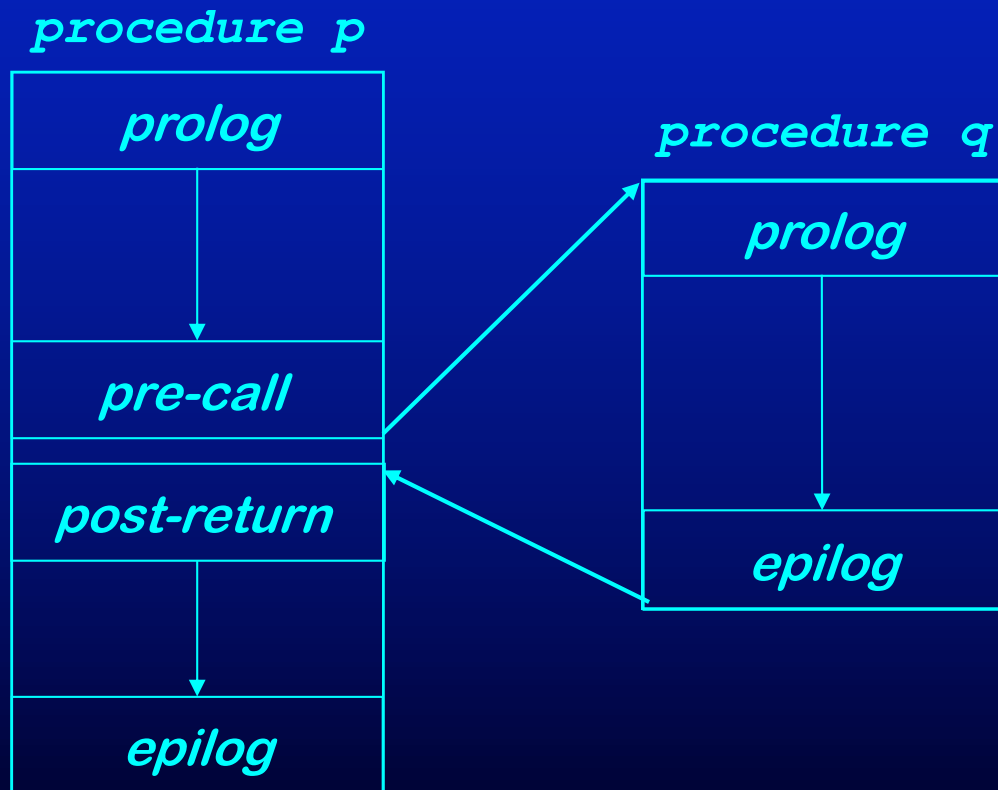 procedure p
prolog
pre-call
post-return
epilog
procedure q
prolog
epilog